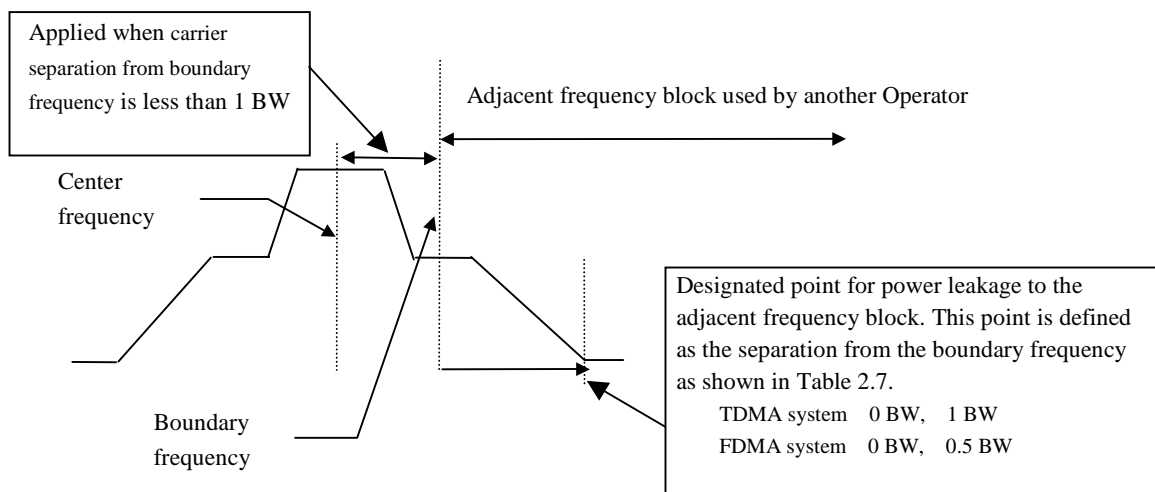 Applied when carrier
separation from boundary
frequency is less than 1 BW
Adjacent frequency block used by another Operator
Center
frequency
Designated point for power leakage to the
adjacent frequency block. This point is defined
as the separation from the boundary frequency
as shown in Table 2.7.
TDMA system 0 BW, 1 BW
FDMA system 0 BW, 0.5 BW
Boundary
frequency